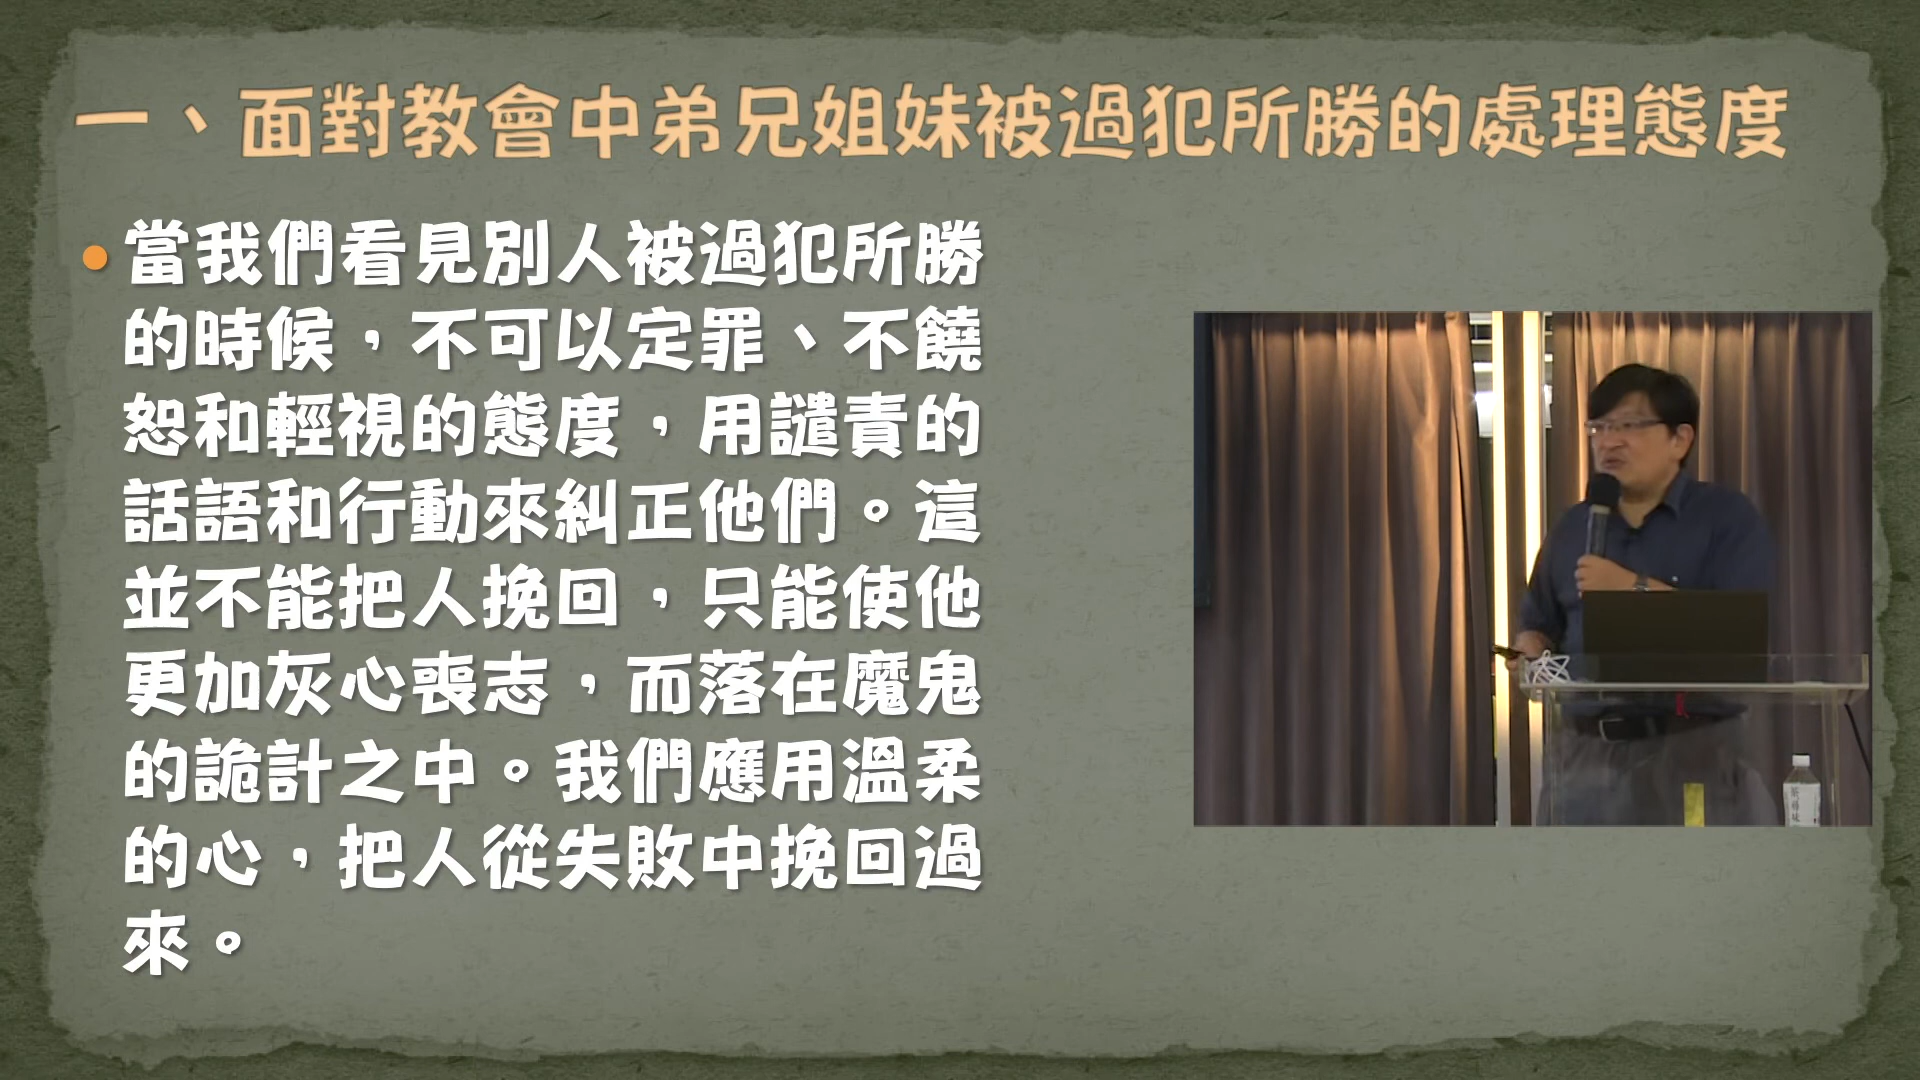 一、面對教會中弟兄姐妹被過犯所勝的處理態度
當我們看見別人被過犯所勝
的時候，不可以定罪、不饒
恕和輕視的態度，用譴責的
話語和行動來糾正他們。這
並不能把人挽回，只能使他
更加灰心喪志，而落在魔鬼
的詭計之中。我們應用溫柔
的心，把人從失敗中挽回過
來。